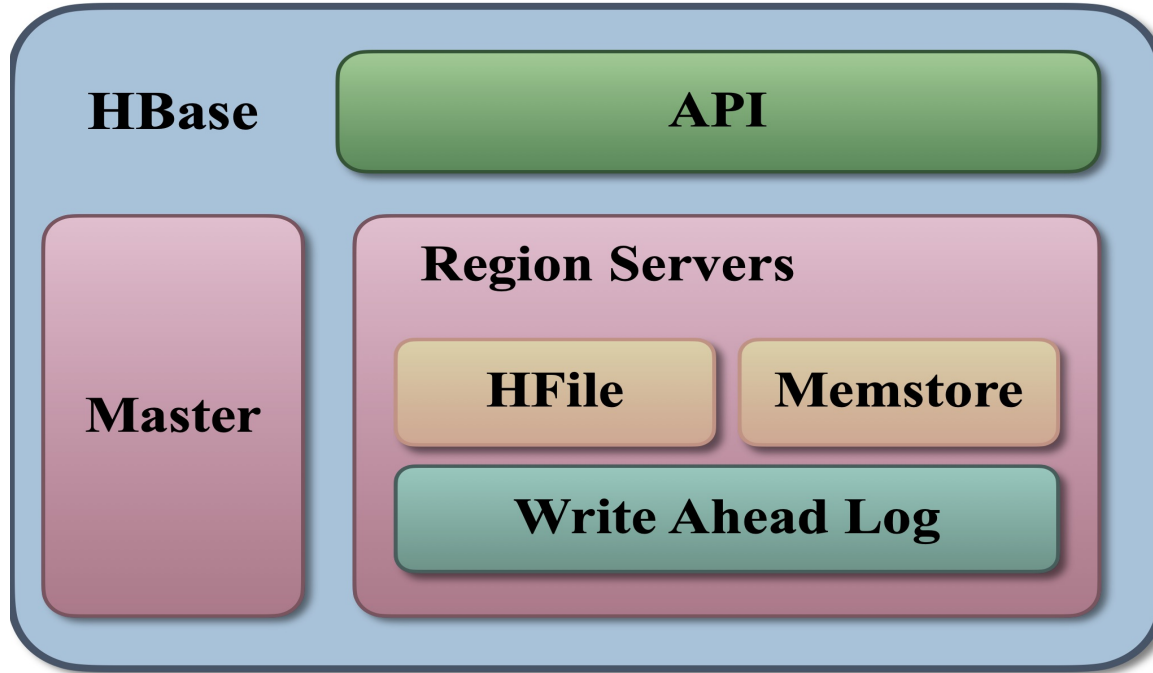 HBase
API
Region Servers
Master
HFile
Memstore
Write Ahead Log